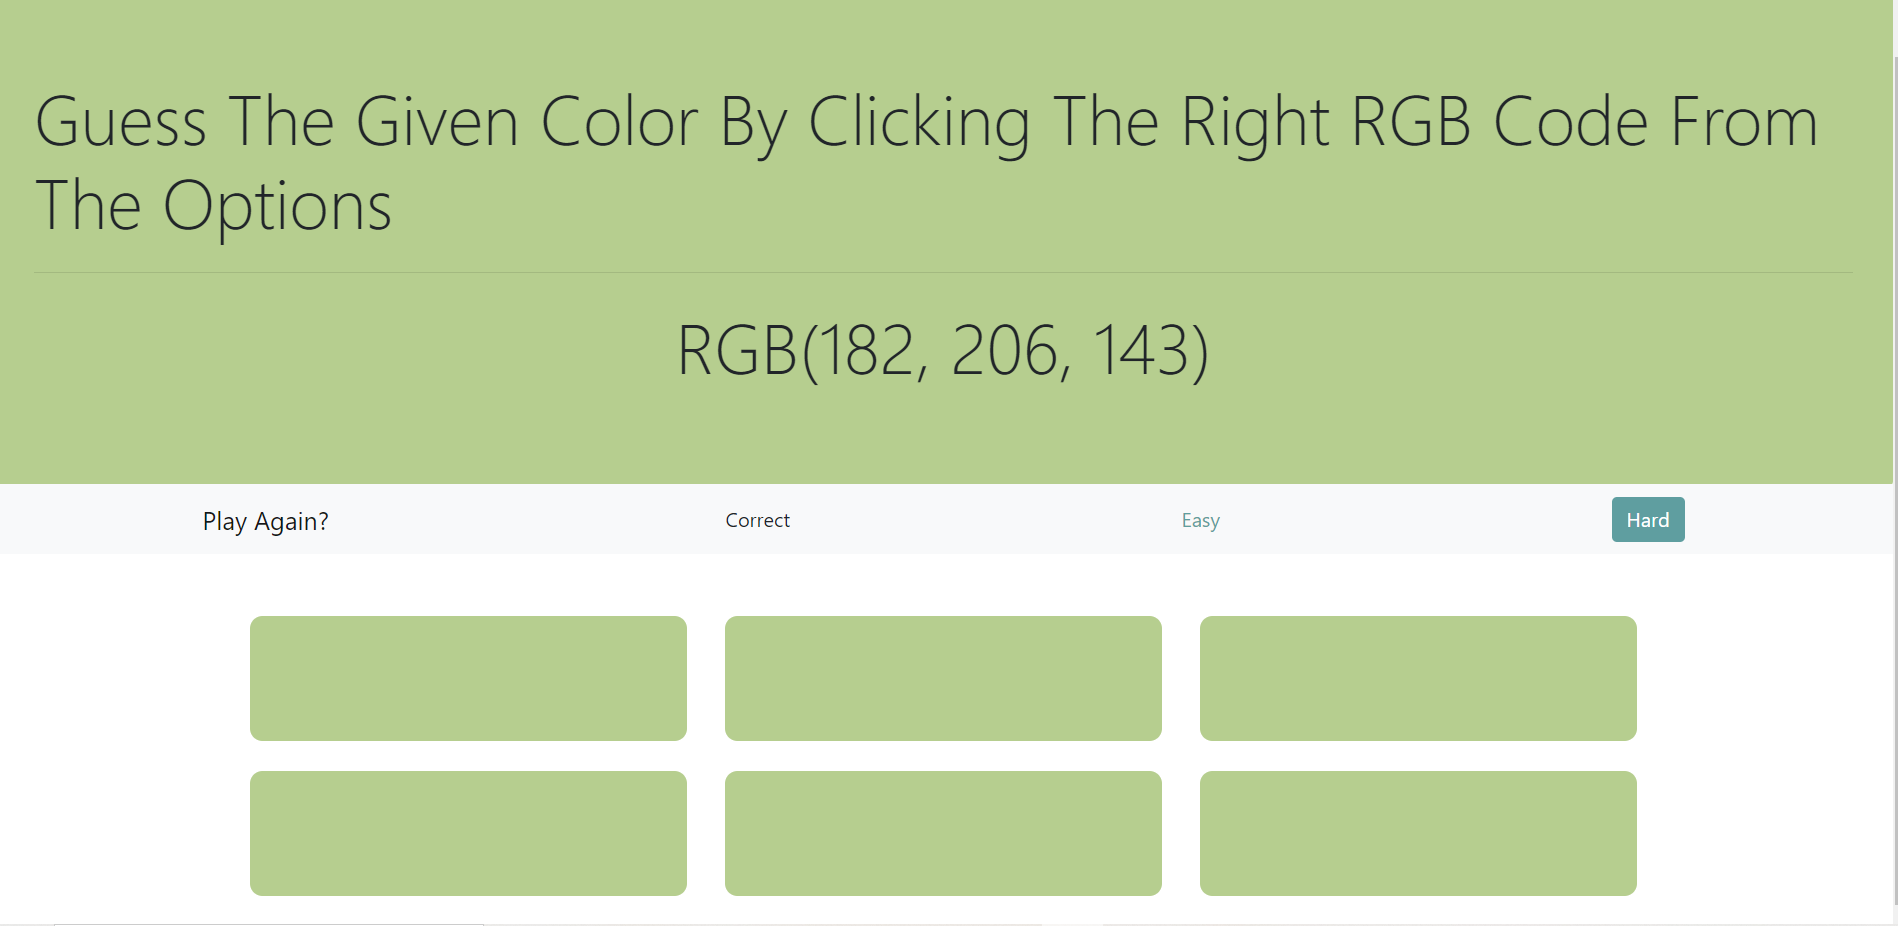 Guess The Given Color By Clicking The Right RGB Code From
The Options
RGB(182, 206, 143)
Play Again?
Correct
Easy
Hard